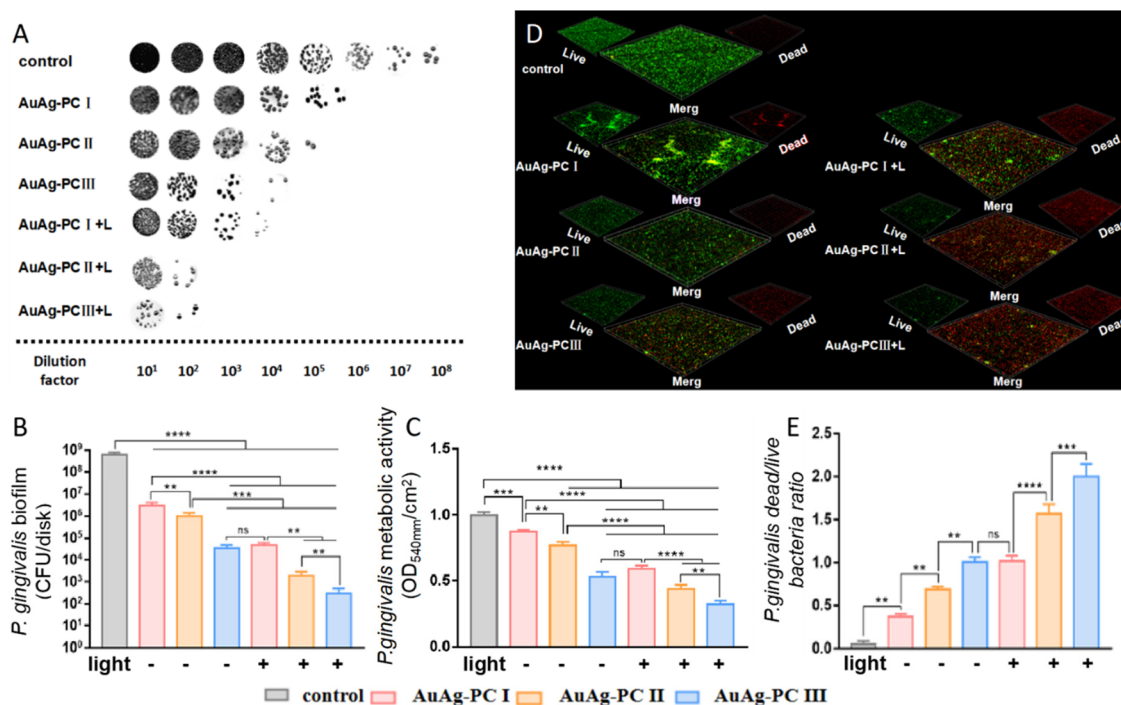 A
control
AuAg-PC Ⅰ
AuAg-PC Ⅱ
AuAg-PCⅢ
AuAg-PC Ⅰ +L
AuAg-PC Ⅱ+L
AuAg-PCⅢ+L
Dilution factor
10¹ 10² 10³ 10⁴ 10⁵ 10⁶ 10⁷ 10⁸
D
Live
control
Dead
Merg
Live
AuAg-PC Ⅰ
Dead
Merg
Live
AuAg-PC Ⅰ +L
Dead
Merg
Live
AuAg-PC Ⅱ
Dead
Merg
Live
AuAg-PC Ⅱ+L
Dead
Merg
Live
AuAg-PCⅢ
Dead
Merg
Live
AuAg-PCⅢ+L
Dead
Merg
B
P. gingivalis biofilm
(CFU/disk)
10⁹
10⁸
10⁷
10⁶
10⁵
10⁴
10³
10²
10¹
10⁰
****
****
** ***
ns **
**
light - - - + + +
C
P.gingivalis metabolic activity
(OD540mm/cm²)
1.5
1.0
0.5
0.0
****
*** ****
** ****
ns ****
**
light - - - + + +
E
P.gingivalis dead/live
bacteria ratio
2.5
2.0
1.5
1.0
0.5
0.0
** ** ** ns **** ***
light - - - + + +
control AuAg-PC Ⅰ AuAg-PC Ⅱ AuAg-PC Ⅲ